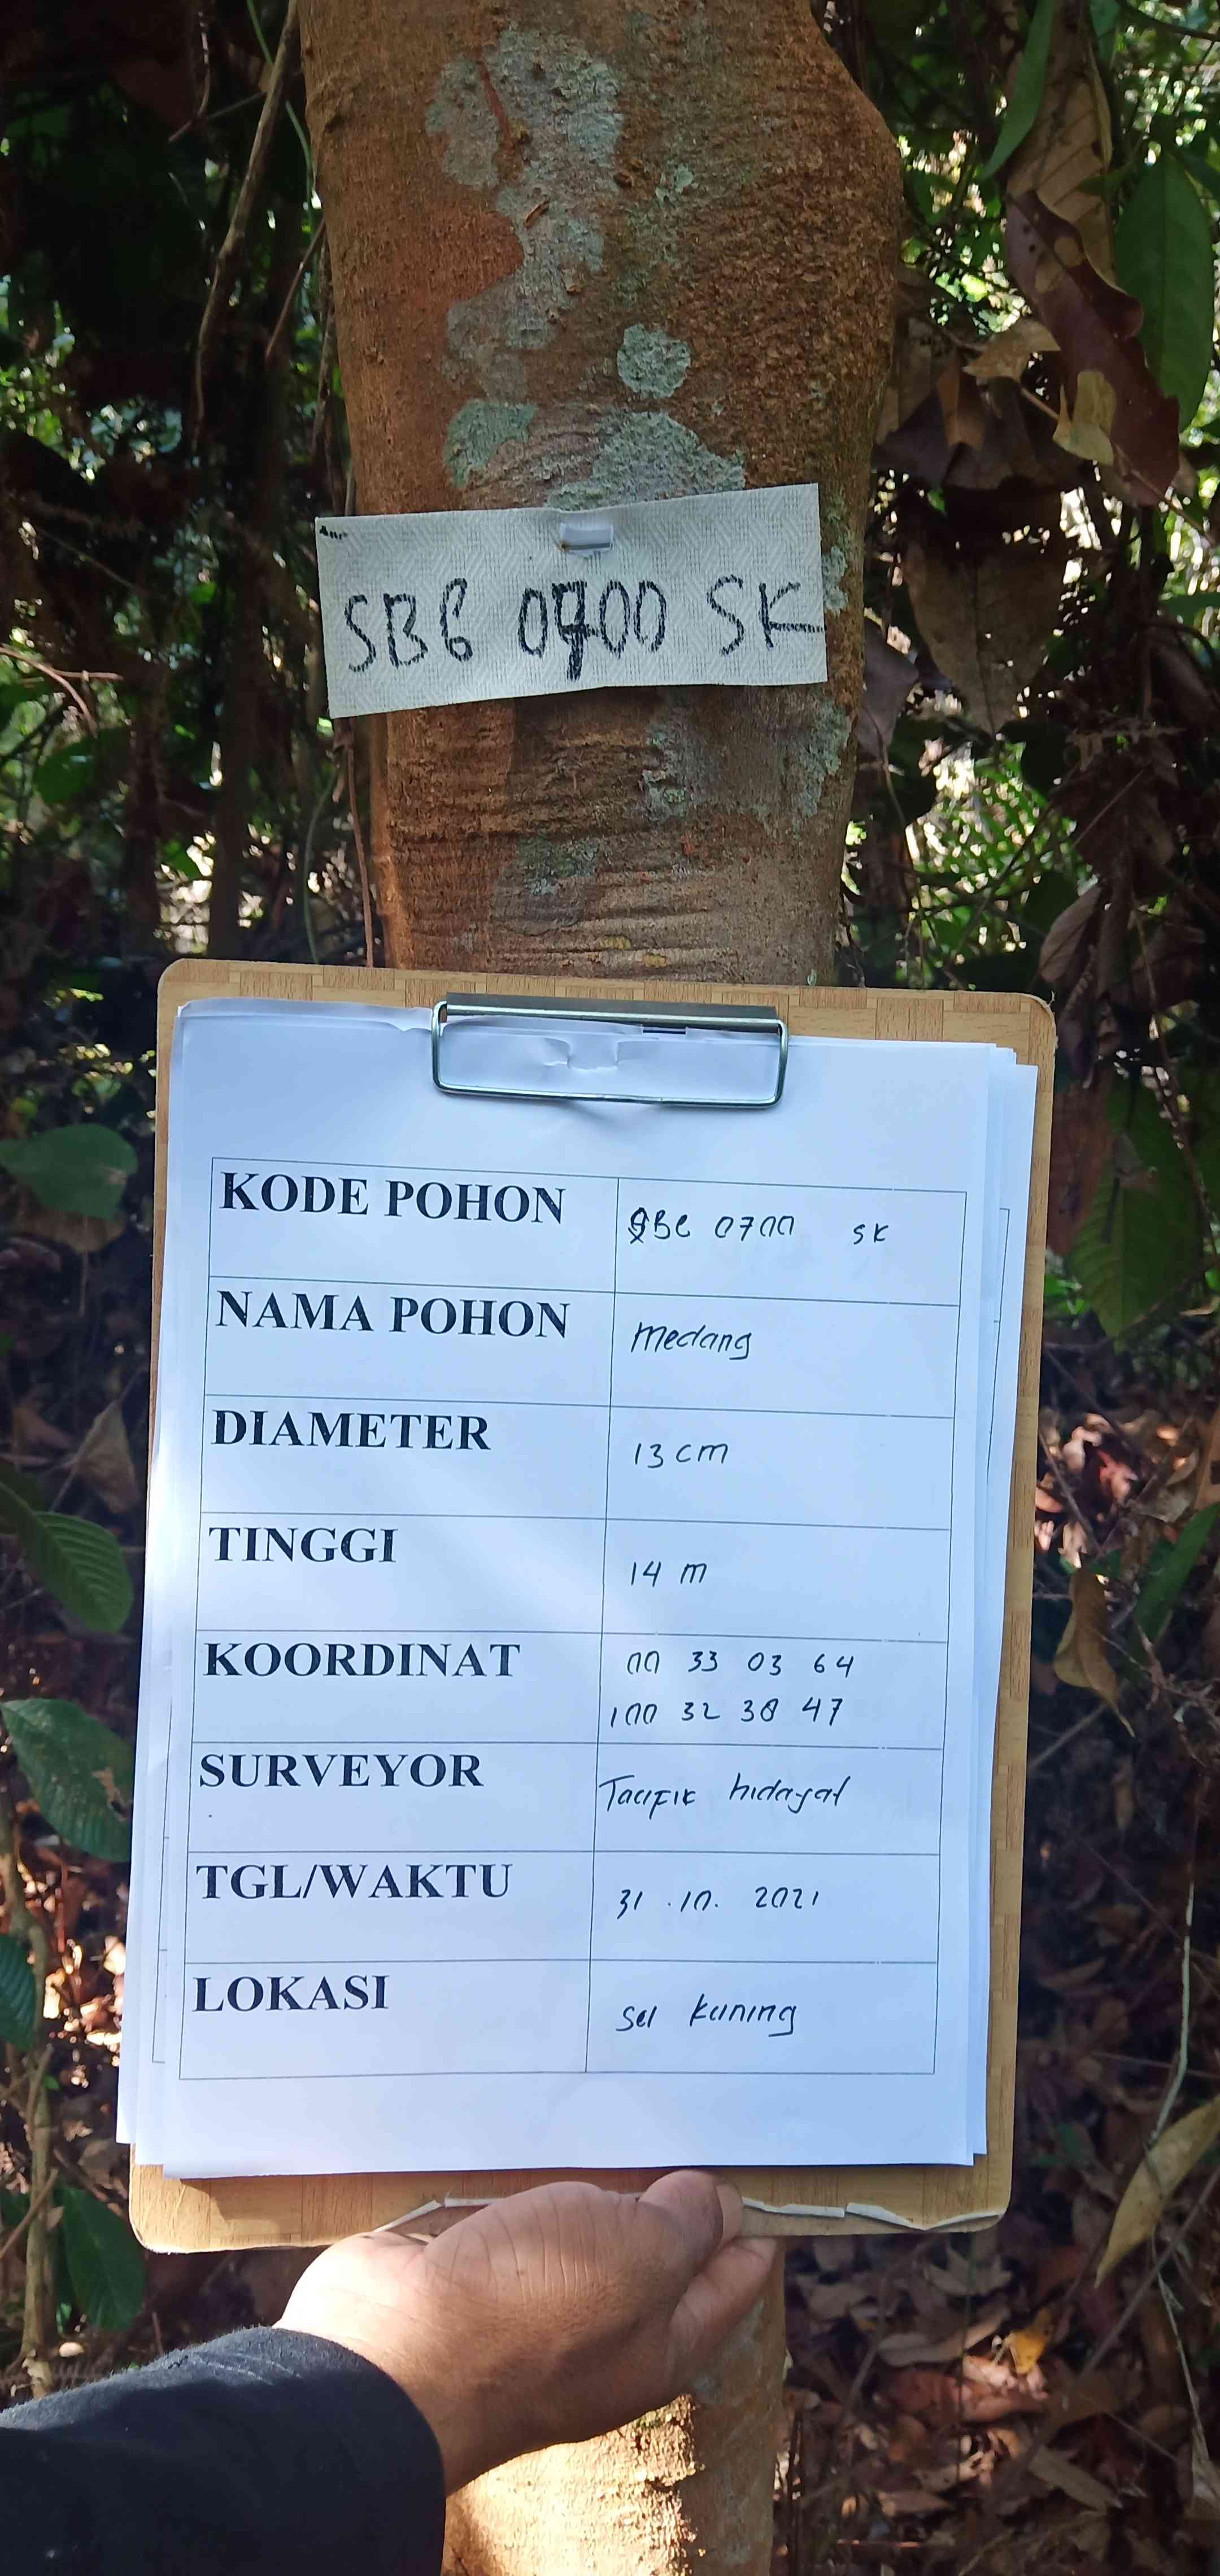 SBG 0700 SK
KODE POHON SBG 0700 SK
NAMA POHON Medang
DIAMETER 13 cm
TINGGI 14 m
KOORDINAT 00 33 03 64
100 32 38 47
SURVEYOR Taufik hidayat
TGL/WAKTU 31.10.2021
LOKASI Sei kuning